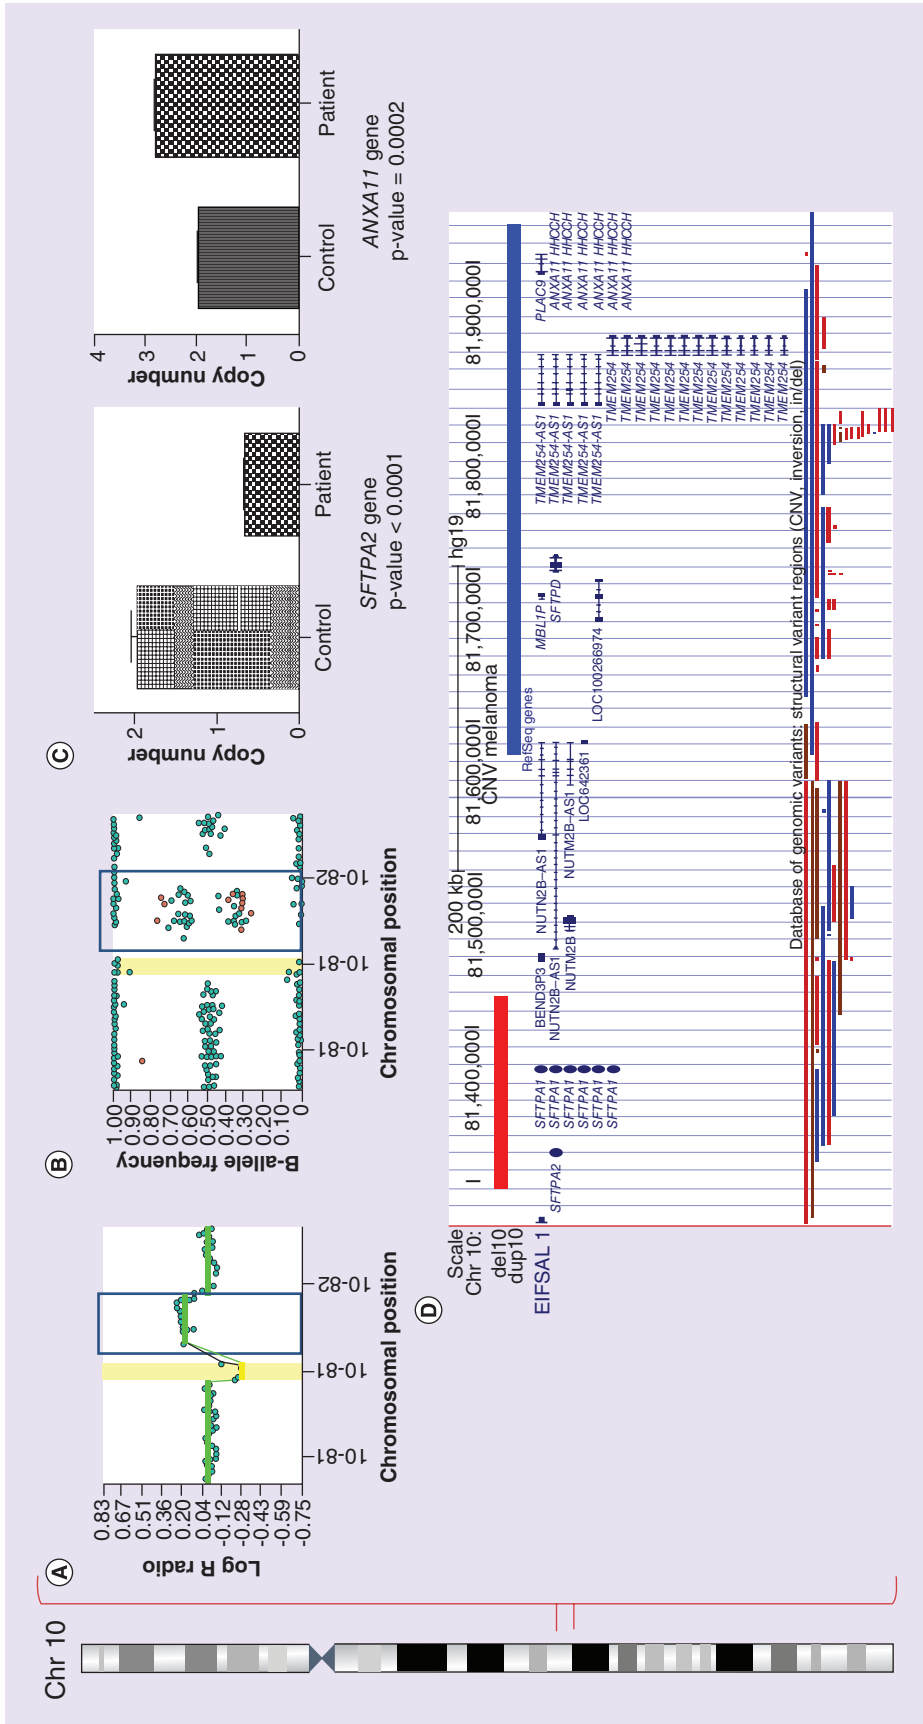 Chr 10
A
0.83
0.67
0.51
0.36
0.20
0.04
-0.12
-0.28
-0.43
-0.59
-0.75
Log R radio
10-81
10-81
10-82
Chromosomal position
B
1.00
0.90
0.80
0.70
0.60
0.50
0.40
0.30
0.20
0.10
0
B-allele frequency
10-81
10-81
10-82
Chromosomal position
C
2
1
0
Copy number
Control
Patient
SFTPA2 gene
p-value < 0.0001
4
3
2
1
0
Copy number
Control
Patient
ANXA11 gene
p-value = 0.0002
D
Scale
200 kb
hg19
Chr 10:
81,400,000l
81,500,000l
81,600,000l
81,700,000l
81,800,000l
81,900,000l
CNV melanoma
del10
dup10
RefSeq genes
EIFSAL 1
BEND3P3
NUTN2B-AS1
MBL1P
TMEM254-AS1
PLAC9
SFTPA1
SFTPA2
SFTPA1
NUTN2B-AS1
SFTPD
TMEM254-AS1
ANXA11 HHCCH
SFTPA1
NUTM2B
NUTM2B–AS1
TMEM254-AS1
ANXA11 HHCCH
SFTPA1
LOC642361
TMEM254-AS1
ANXA11 HHCCH
SFTPA1
LOC100266974
TMEM254-AS1
ANXA11 HHCCH
SFTPA1
TMEM254
ANXA11 HHCCH
TMEM254
ANXA11 HHCCH
TMEM254
TMEM254
TMEM254
TMEM254
TMEM254
TMEM254
TMEM254
TMEM254
TMEM254
TMEM254
TMEM254
Database of genomic variants: structural variant regions (CNV, inversion, in/del)